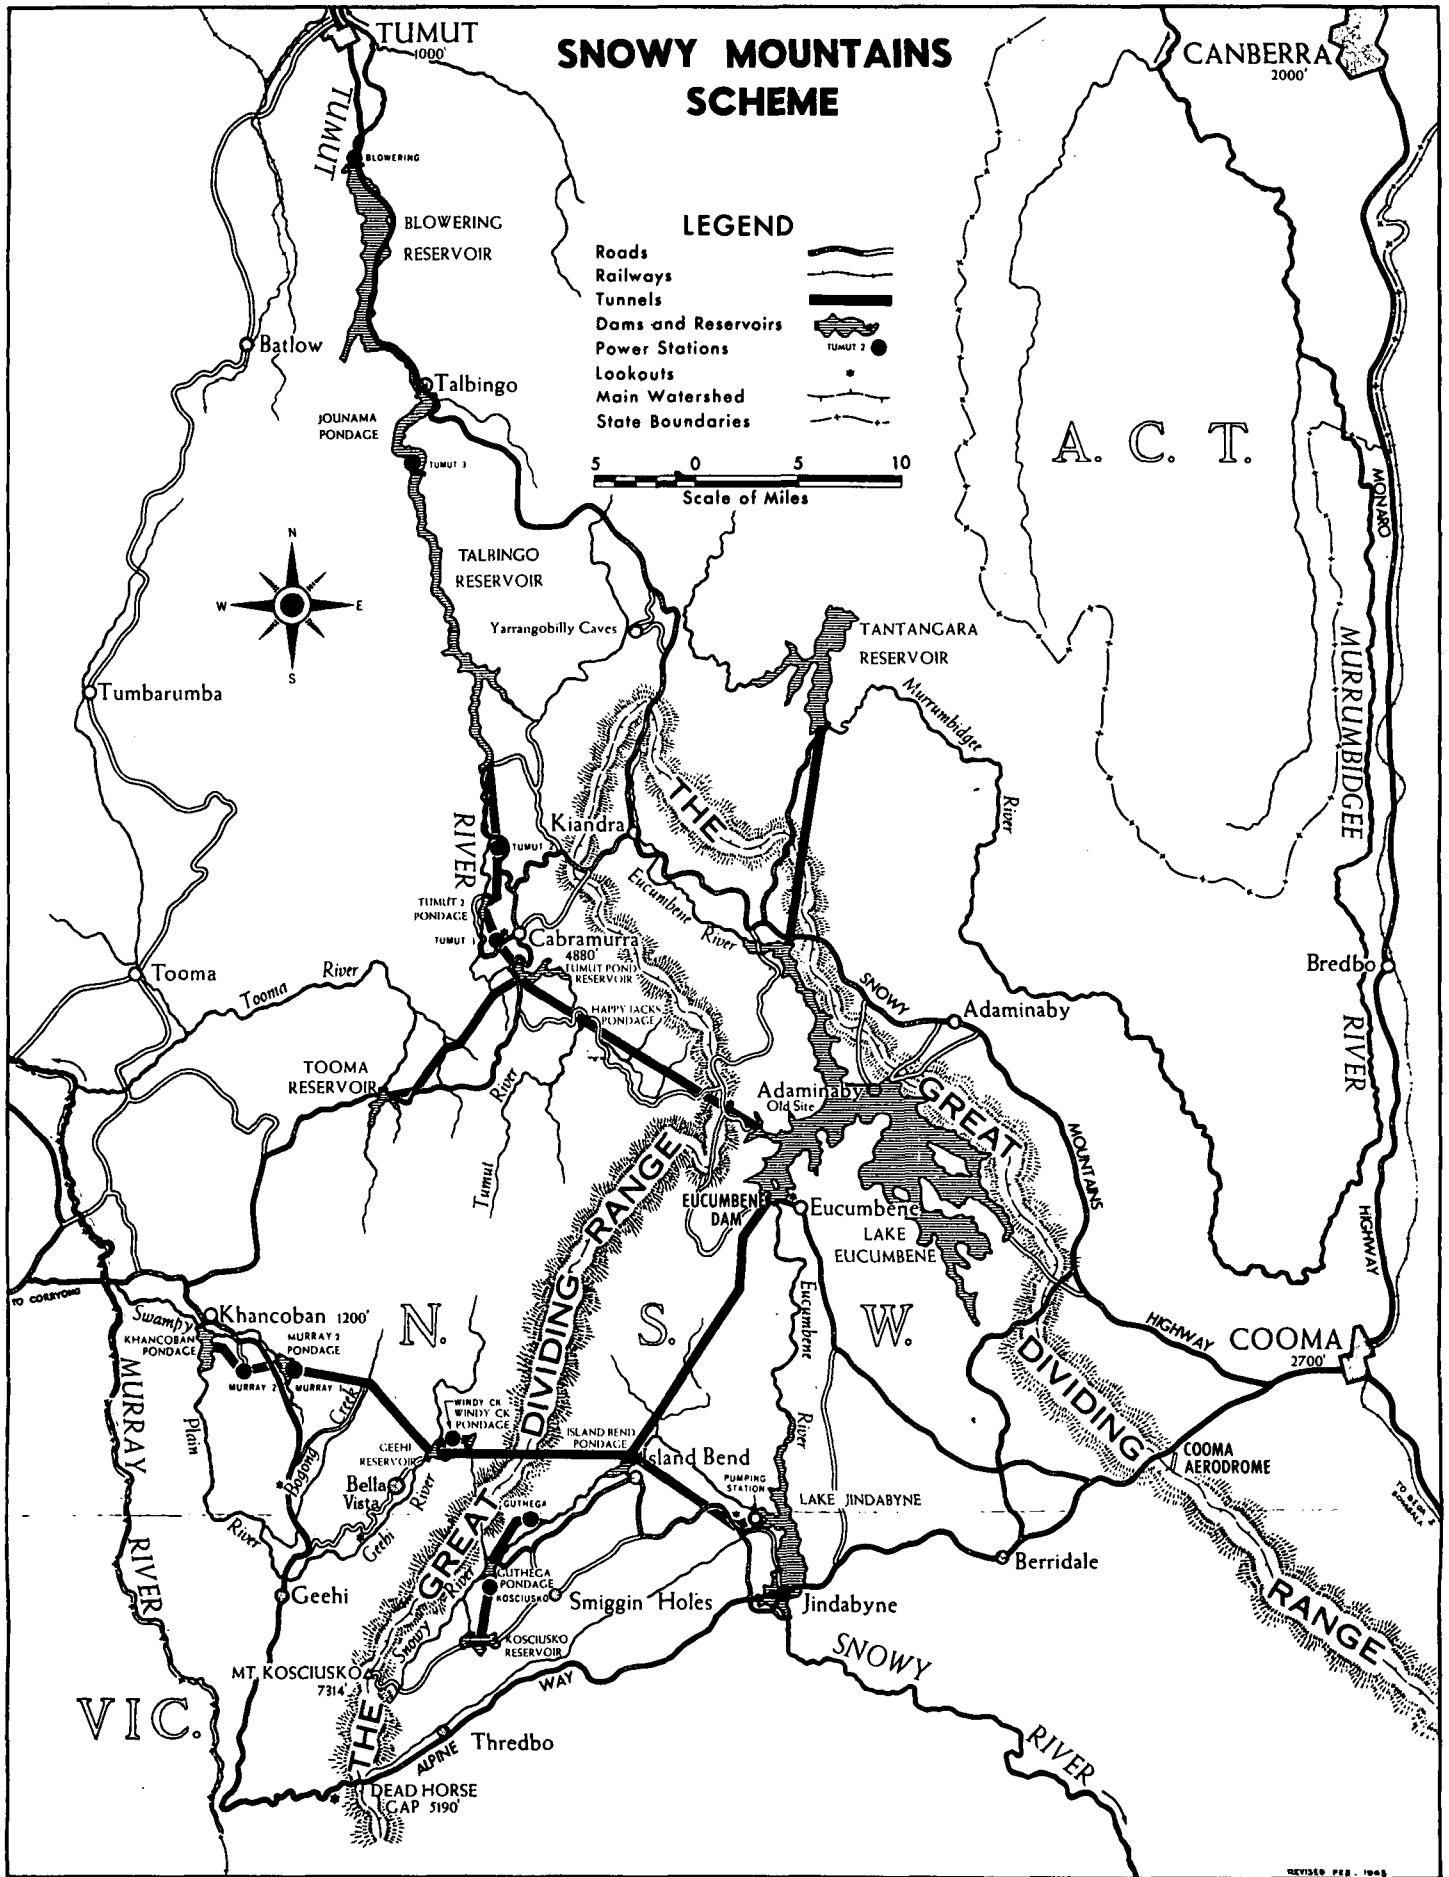 TUMUT
1000'
SNOWY MOUNTAINS
SCHEME
CANBERRA
2000'
TUMUT
BLOWERING
BLOWERING
RESERVOIR
LEGEND
Roads
Railways
Tunnels
Dams and Reservoirs
Power Stations
TUMUT 2
Lookouts
Main Watershed
State Boundaries
5 0 5 10
Scale of Miles
Batlow
Talbingo
JOUNAMA
PONDAGE
TUMUT 3
A. C. T.
MONARO
N
W E
S
TALBINGO
RESERVOIR
Yarrangobilly Caves
TANTANGARA
RESERVOIR
Murrumbidgee
River
MURRUMBIDGEE
RIVER
Tumbarumba
THE
Kiandra
RIVER
TUMUT 2
Eucumbene
River
TUMUT 2
PONDAGE
TUMUT 1
Cabramurra
4880'
TUMUT POND
RESERVOIR
Tooma
Tooma River
HAPPY JACKS
PONDAGE
SNOWY
Adaminaby
Bredbo
TOOMA
RESERVOIR
River
Tumut
Adaminaby
Old Site
GREAT
MOUNTAINS
RANGE
EUCUMBENE
DAM
Eucumbene
LAKE
EUCUMBENE
HIGHWAY
TO CORRYONG
Swampy
Khancoban 1200'
KHANCOBAN
PONDAGE
MURRAY 2
PONDAGE
MURRAY 2
MURRAY 1
N. S. W.
Eucumbene
River
HIGHWAY
COOMA
2700'
DIVIDING
DIVIDING
MURRAY
RIVER
Plain
River
Bogong
Creek
WINDY CK
WINDY CK
PONDAGE
GEEHI
RESERVOIR
ISLAND BEND
PONDAGE
Island Bend
COOMA
AERODROME
Bella
Vista
River
Geehi
PUMPING
STATION
LAKE JINDABYNE
TO BEGA &
BOMBALA
GREAT
GUTHEGA
GUTHEGA
PONDAGE
KOSCIUSKO
River
Snowy
Berridale
Geehi
Smiggin Holes
Jindabyne
RANGE
KOSCIUSKO
RESERVOIR
MT. KOSCIUSKO
7314'
SNOWY
RIVER
WAY
VIC.
THE
Thredbo
ALPINE
DEAD HORSE
GAP 5190'
REVISED FEB. 1965